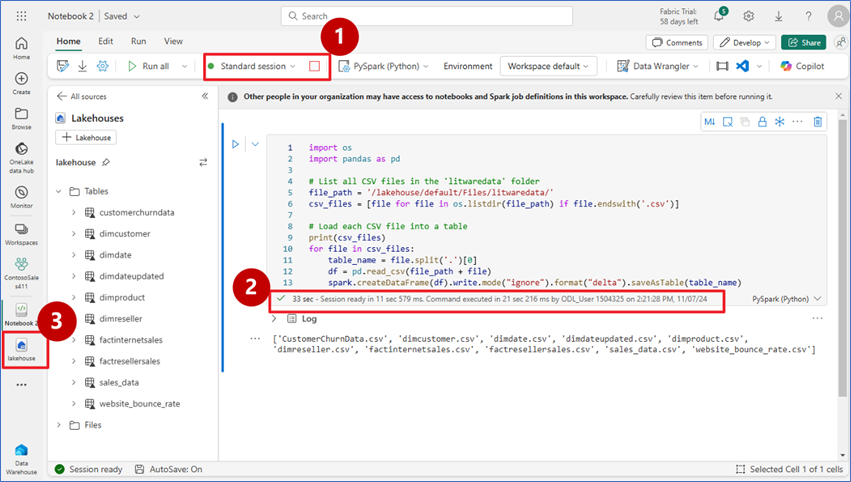 Notebook 2 | Saved
Search
Fabric Trial:
58 days left
5
?
1
Home Edit Run View
Comments Develop Share
Run all Standard session PySpark (Python) Environment Workspace default Data Wrangler Copilot
Home
Create
Browse
OneLake
data hub
Monitor
Workspaces
ContosoSales
411
Notebook 2
3
lakehouse
Data
Warehouse
All sources
Lakehouses
+ Lakehouse
lakehouse
Tables
customerchurndata
dimcustomer
dimdate
dimdateupdated
dimproduct
dimreseller
factinternetsales
factresellersales
sales_data
website_bounce_rate
Files
Other people in your organization may have access to notebooks and Spark job definitions in this workspace. Carefully review this item before running it.
M↓
1 import os
2 import pandas as pd
3
4 # List all CSV files in the 'litwaredata' folder
5 file_path = '/lakehouse/default/Files/litwaredata/'
6 csv_files = [file for file in os.listdir(file_path) if file.endswith('.csv')]
7
8 # Load each CSV file into a table
9 print(csv_files)
10 for file in csv_files:
11 table_name = file.split('.')[0]
12 df = pd.read_csv(file_path + file)
13 spark.createDataFrame(df).write.mode("ignore").format("delta").saveAsTable(table_name)
2
33 sec - Session ready in 11 sec 579 ms. Command executed in 21 sec 216 ms by ODL_User 1504325 on 2:21:28 PM, 11/07/24
PySpark (Python)
Log
['CustomerChurnData.csv', 'dimcustomer.csv', 'dimdate.csv', 'dimdateupdated.csv', 'dimproduct.csv',
'dimreseller.csv', 'factinternetsales.csv', 'factresellersales.csv', 'sales_data.csv', 'website_bounce_rate.csv']
Session ready AutoSave: On
Selected Cell 1 of 1 cells